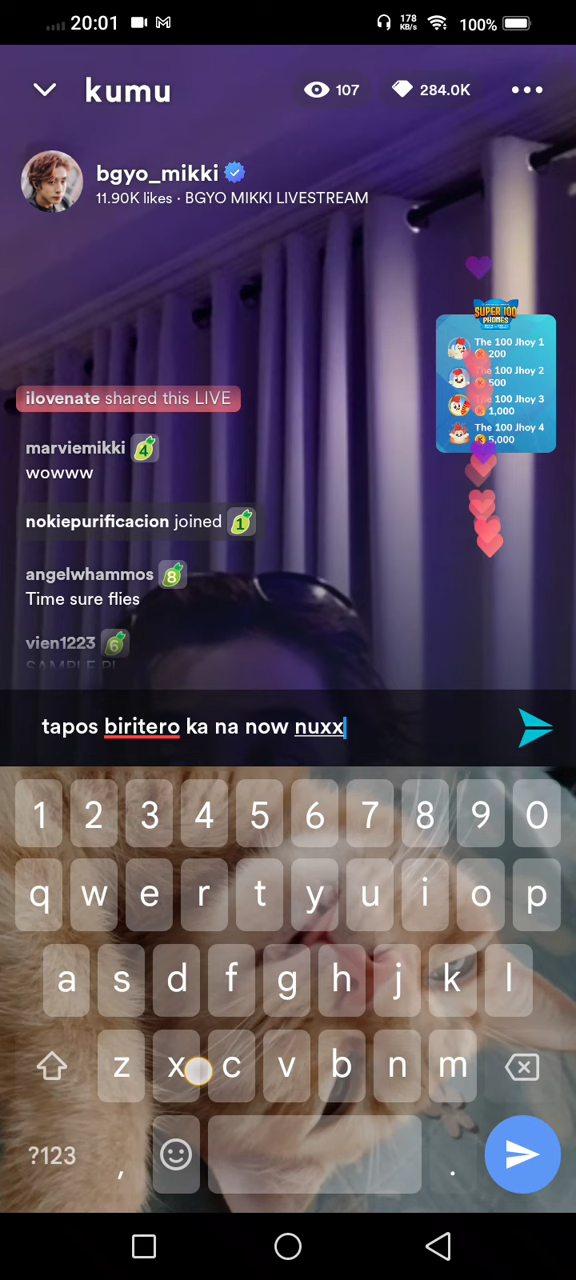 20:01
178
KB/s
100%
kumu
107
284.0K
bgyo_mikki
11.90K likes · BGYO MIKKI LIVESTREAM
SUPER 100
PHONES
The 100 Jhoy 1
200
The 100 Jhoy 2
500
The 100 Jhoy 3
1,000
The 100 Jhoy 4
5,000
ilovenate shared this LIVE
marviemikki 4
wowww
nokiepurificacion joined 1
angelwhammos 8
Time sure flies
vien1223 6
SAMPLE
tapos biritero ka na now nuxx
1 2 3 4 5 6 7 8 9 0
q w e r t y u i o p
a s d f g h j k l
z x c v b n m
?123 , .